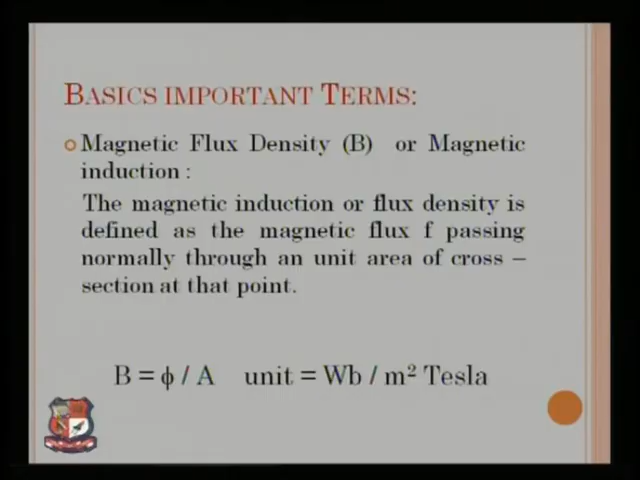 BASICS IMPORTANT TERMS:
Magnetic Flux Density (B) or Magnetic
induction :
The magnetic induction or flux density is
defined as the magnetic flux f passing
normally through an unit area of cross –
section at that point.
B = ϕ / A unit = Wb / m² Tesla